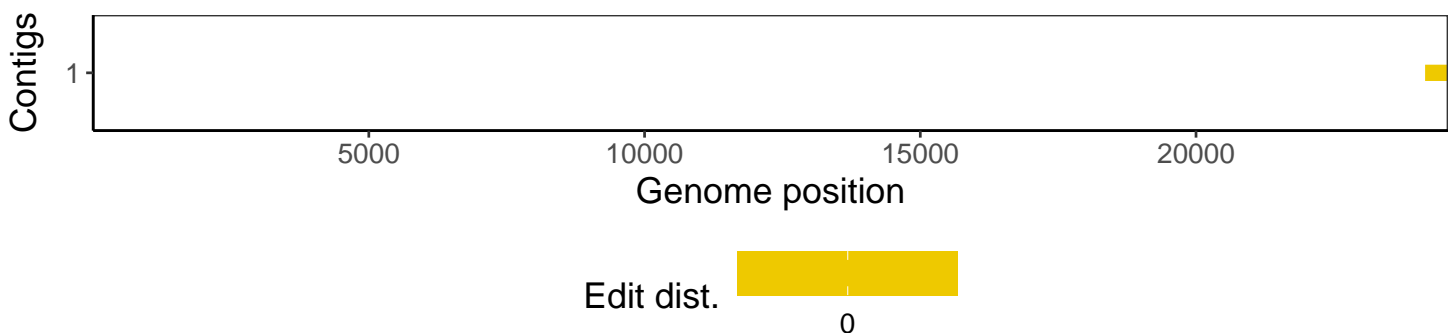 Contigs
1
5000 10000 15000 20000
Genome position
Edit dist.
0